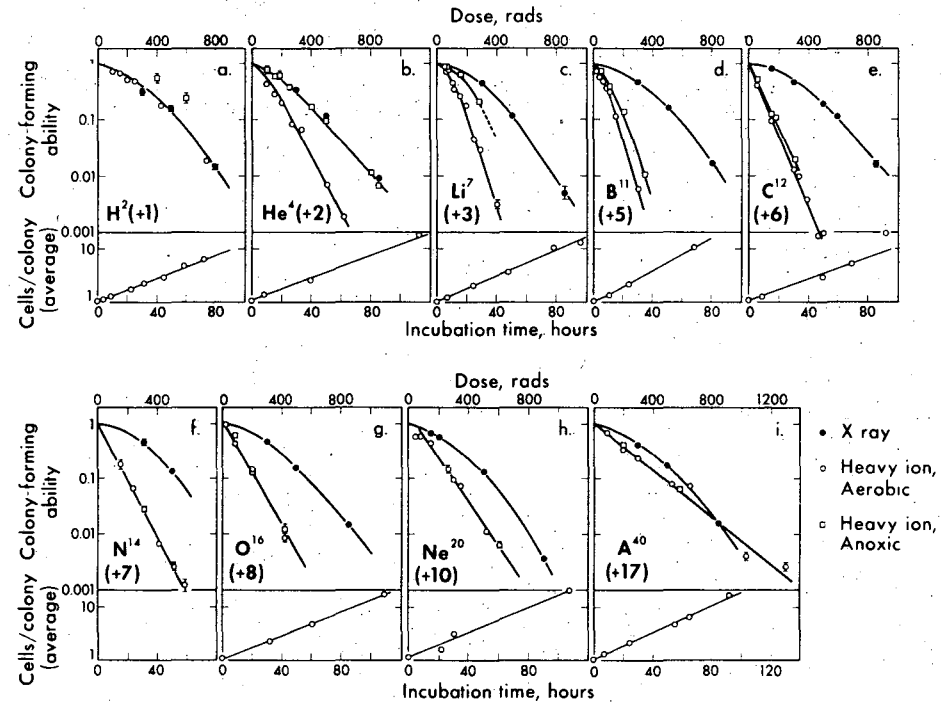 Dose, rads
0 400 800 0 400 800 0 400 800 0 400 800 0 400 800
Colony-forming ability
1
0.1
0.01
0.001
a.
b.
c.
d.
e.
H²(+1)
He⁴(+2)
Li⁷
(+3)
B¹¹
(+5)
C¹²
(+6)
Cells/colony (average)
10
1
0 40 80 0 40 80 0 40 80 0 40 80 0 40 80
Incubation time, hours
Dose, rads
0 400 0 400 800 0 400 800 0 400 850 1300
Colony-forming ability
1
0.1
0.01
0.001
f.
g.
h.
i.
N¹⁴
(+7)
O¹⁶
(+8)
Ne²⁰
(+10)
A⁴⁰
(+17)
X ray
Heavy ion,
Aerobic
Heavy ion,
Anoxic
Cells/colony (average)
10
1
0 40 0 40 80 0 40 80 0 40 80 120
Incubation time, hours